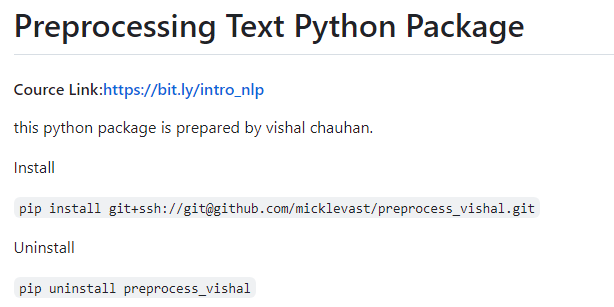 Preprocessing Text Python Package
Cource Link:https://bit.ly/intro_nlp
this python package is prepared by vishal chauhan.
Install
pip install git+ssh://git@github.com/micklevast/preprocess_vishal.git
Uninstall
pip uninstall preprocess_vishal